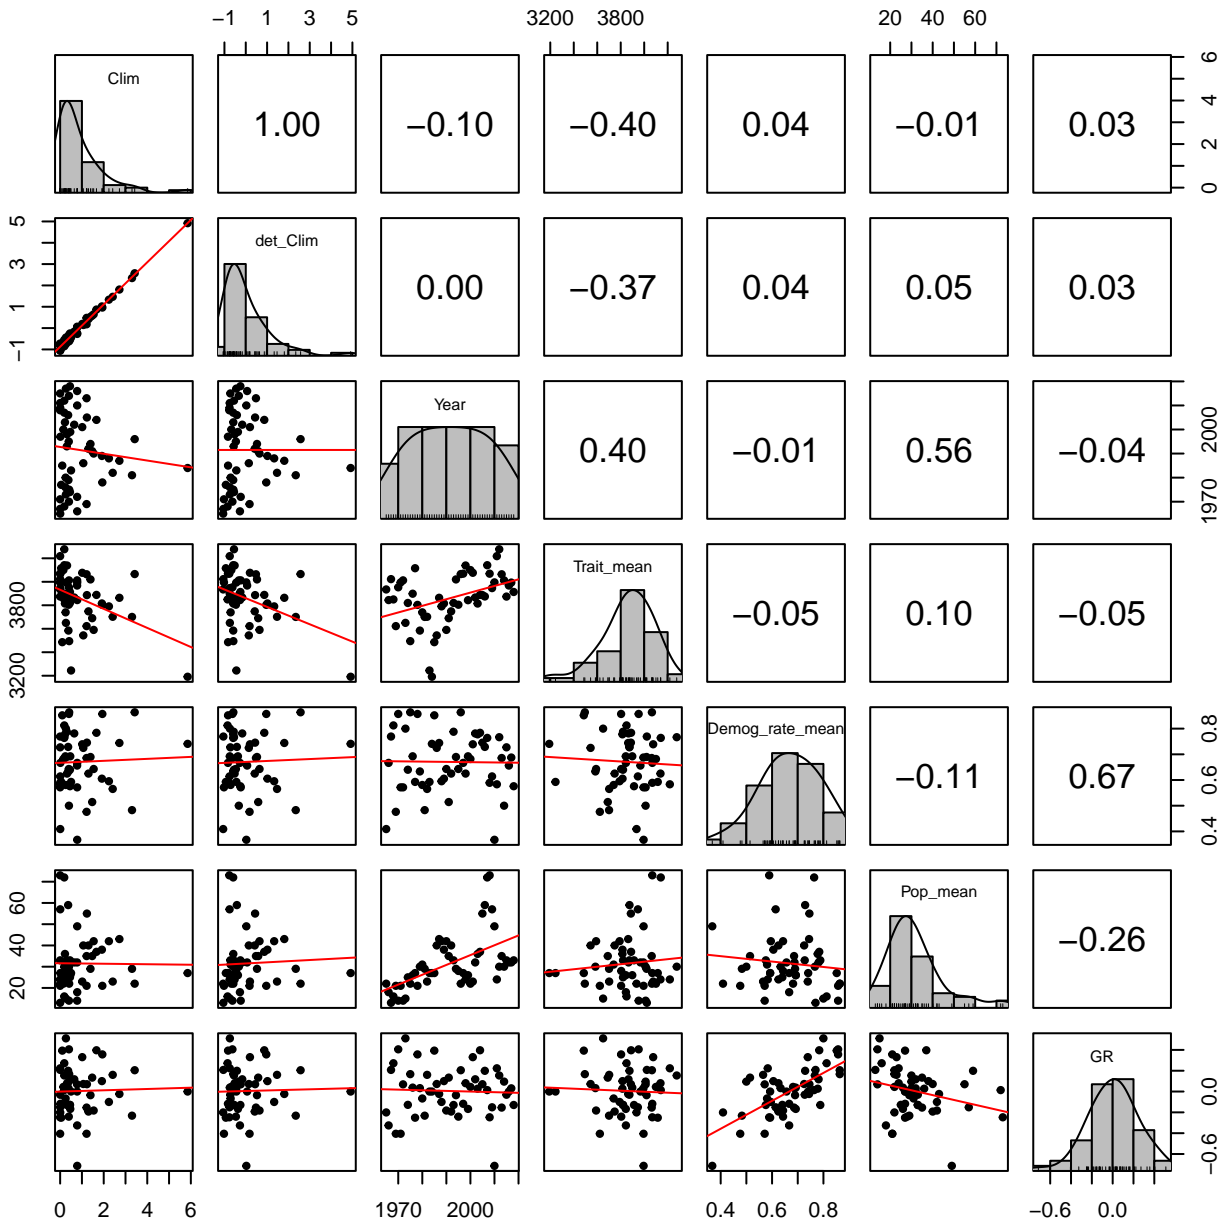 −1 1 3 5 3200 3800 20 40 60
Clim 1.00 −0.10 −0.40 0.04 −0.01 0.03 0 2 4 6
−1 1 3 5 det_Clim 0.00 −0.37 0.04 0.05 0.03
Year 0.40 −0.01 0.56 −0.04 1970 2000
3200 3800 Trait_mean −0.05 0.10 −0.05
Demog_rate_mean −0.11 0.67 0.4 0.6 0.8
20 40 60 Pop_mean −0.26
GR −0.6 0.0
0 2 4 6 1970 2000 0.4 0.6 0.8 −0.6 0.0